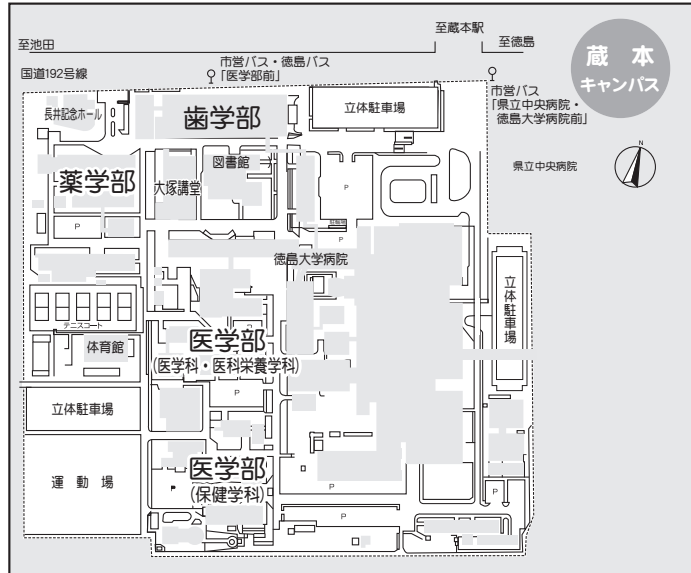 至蔵本駅
至池田
至徳島
市営バス・徳島バス
「医学部前」
国道192号線
蔵本
キャンパス
市営バス
「県立中央病院・
徳島大学病院前」
長井記念ホール
歯学部
立体駐車場
県立中央病院
N
図書館
薬学部
大塚講堂
P
P
駐輪場
P
徳島大学病院
立体駐車場
テニスコート
体育館
医学部
(医学科・医科栄養学科)
P
立体駐車場
医学部
(保健学科)
運動場
P
P
P
P